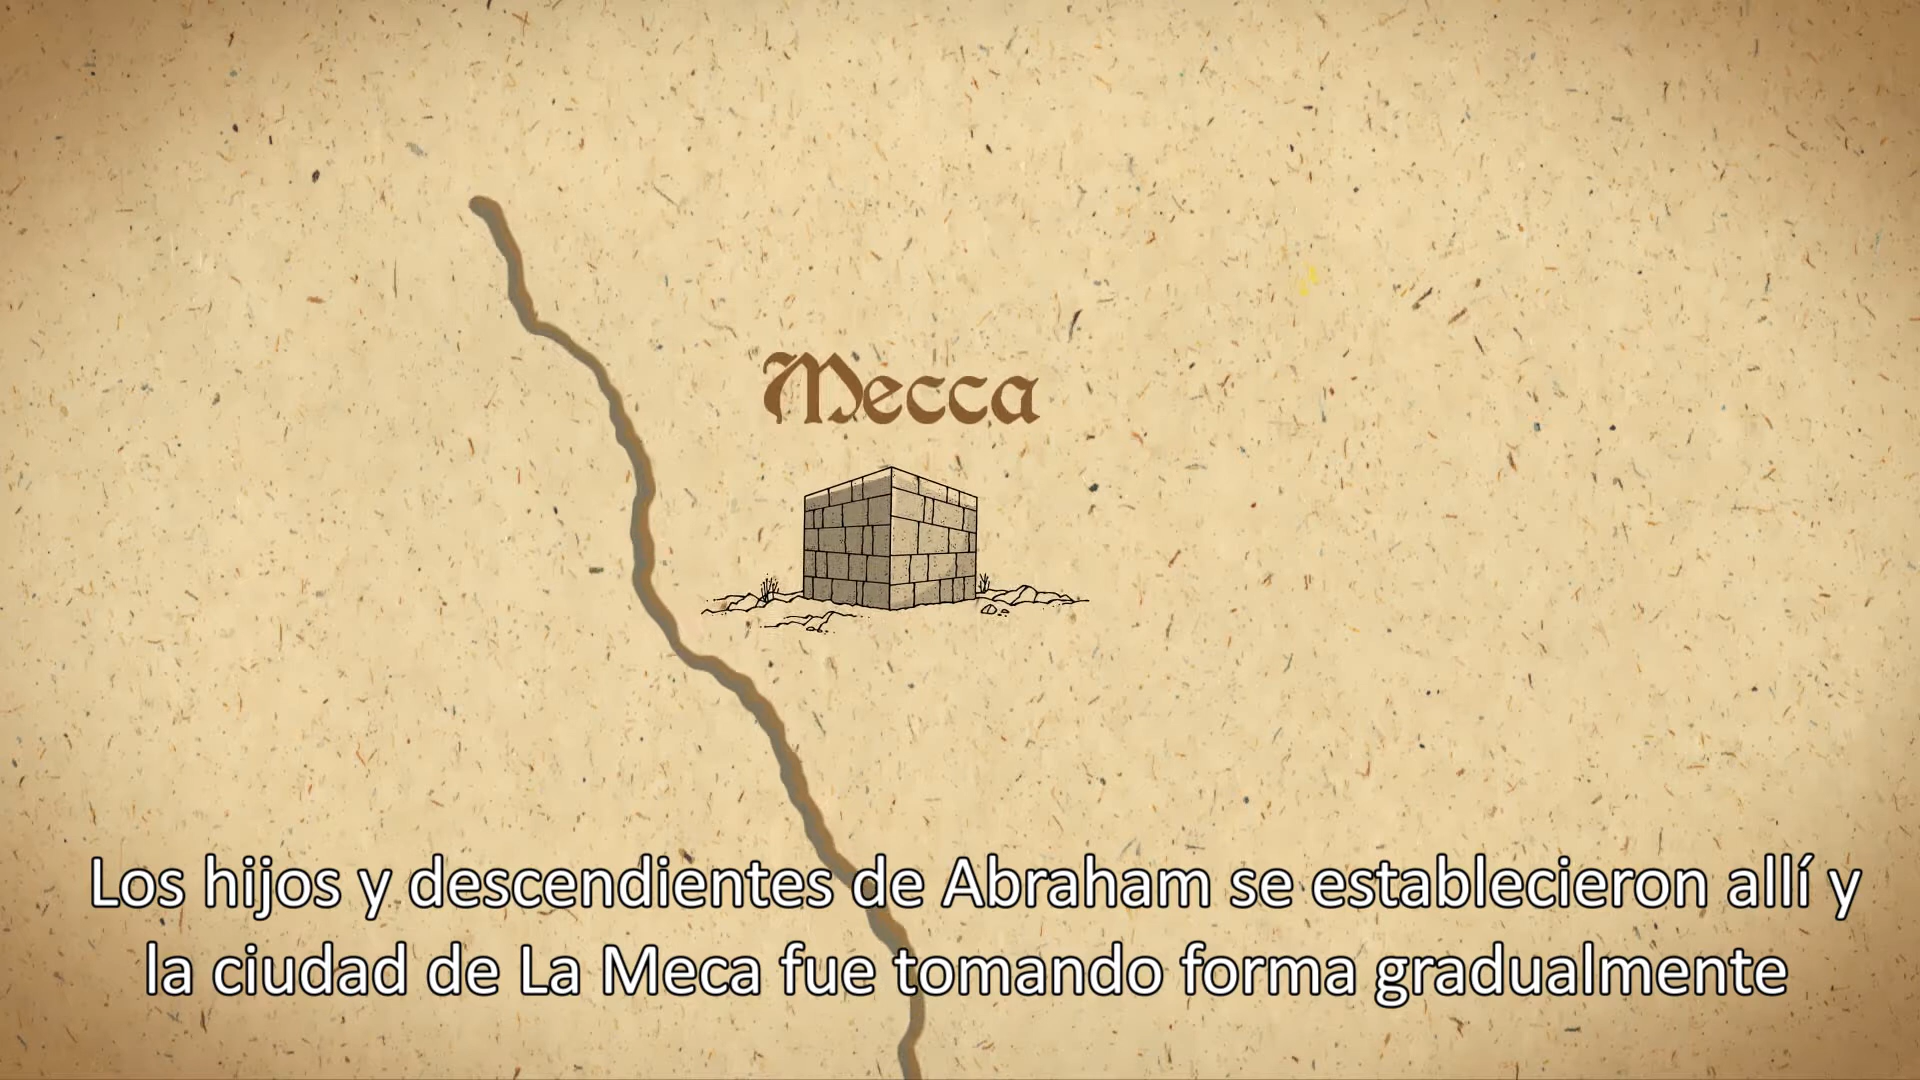 Mecca
Los hijos y descendientes de Abraham se establecieron allí y
la ciudad de La Meca fue tomando forma gradualmente